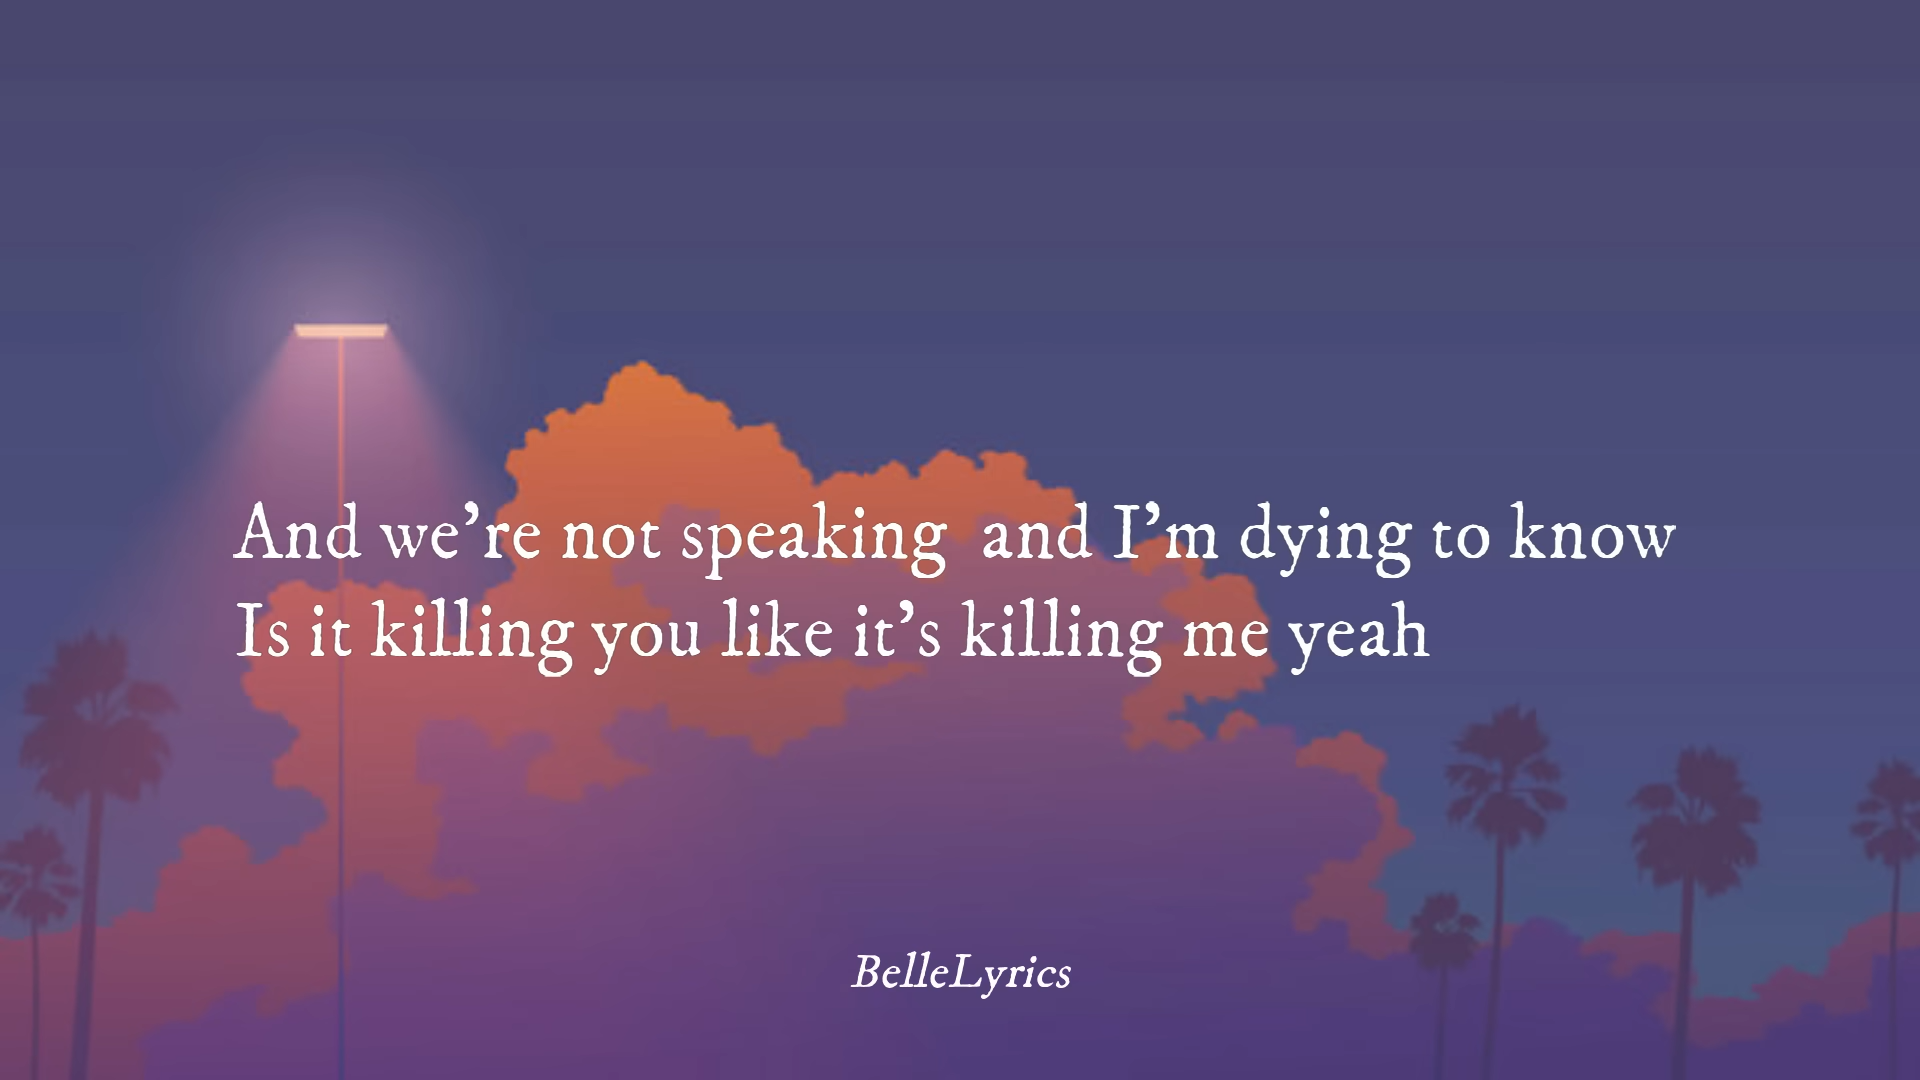 And we're not speaking  and I'm dying to know
Is it killing you like it's killing me yeah
BelleLyrics